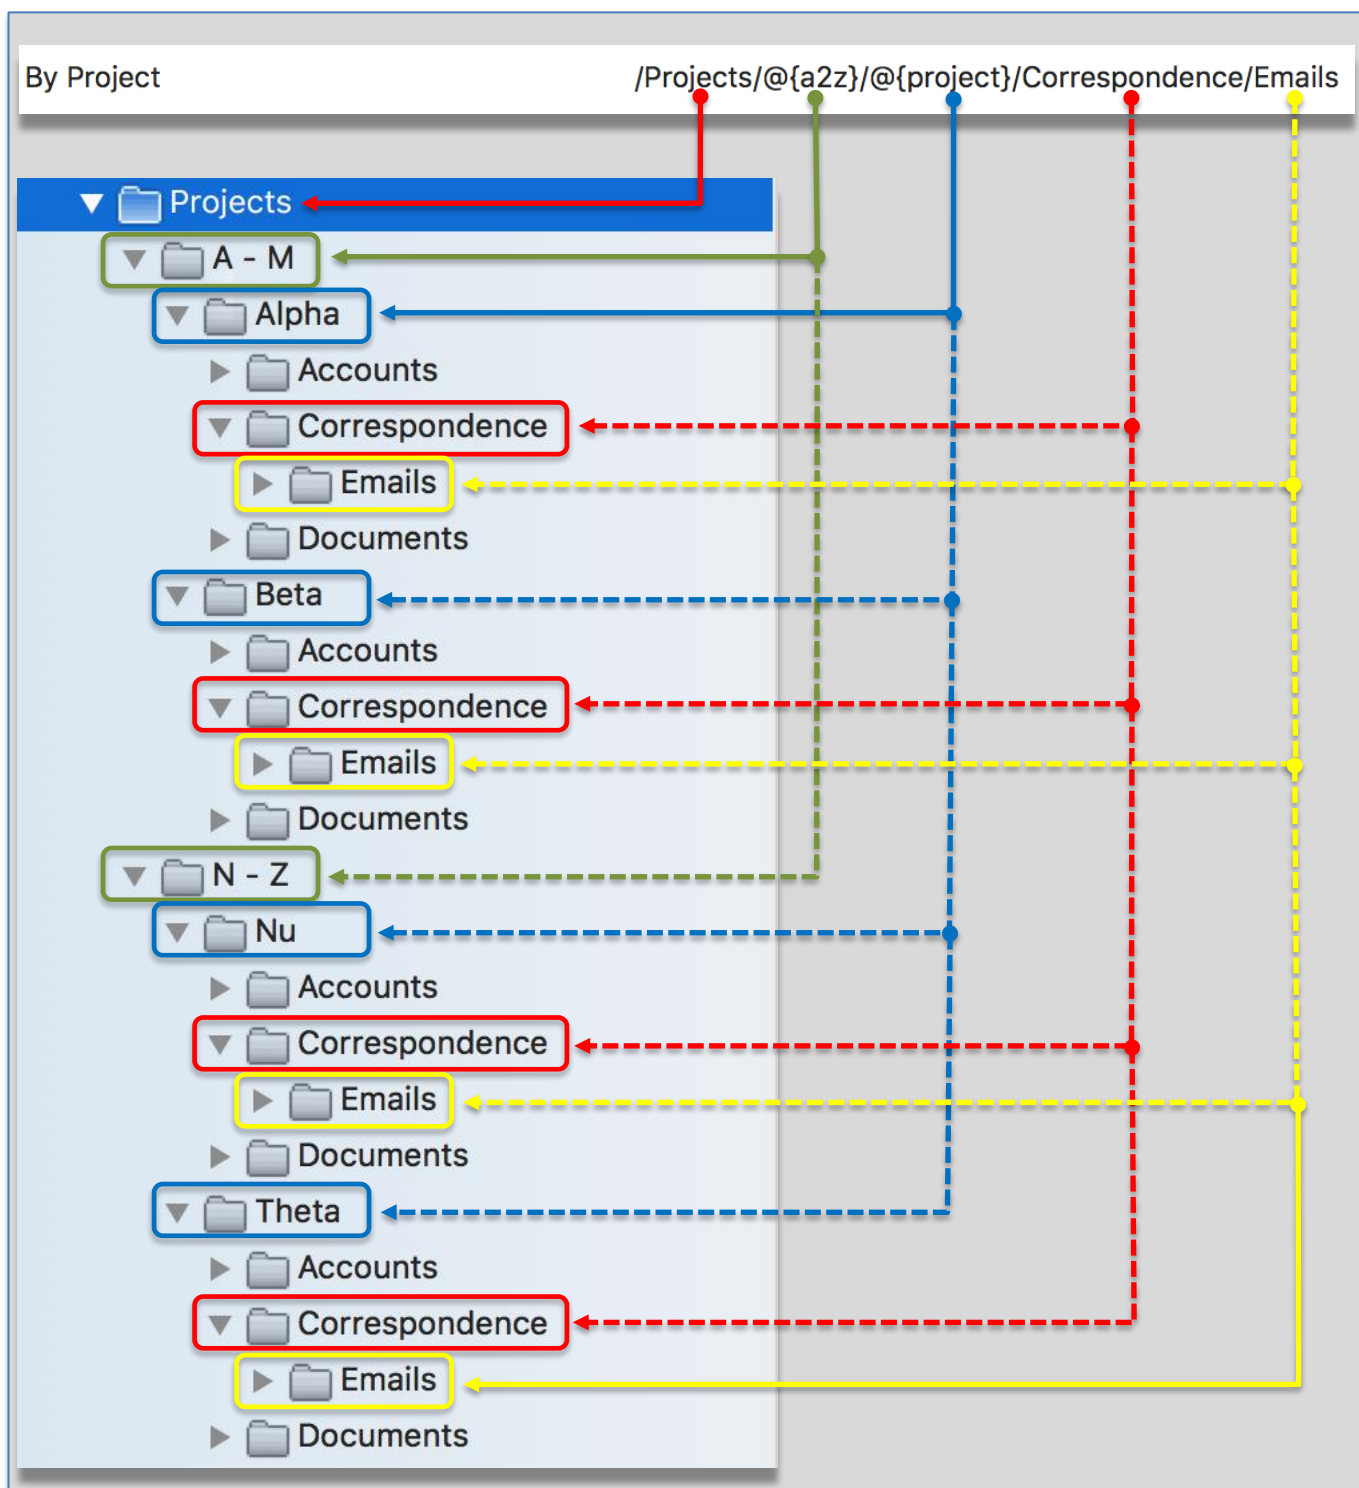 By Project /Projects/@{a2z}/@{project}/Correspondence/Emails
Projects
A - M
Alpha
Accounts
Correspondence
Emails
Documents
Beta
Accounts
Correspondence
Emails
Documents
N - Z
Nu
Accounts
Correspondence
Emails
Documents
Theta
Accounts
Correspondence
Emails
Documents